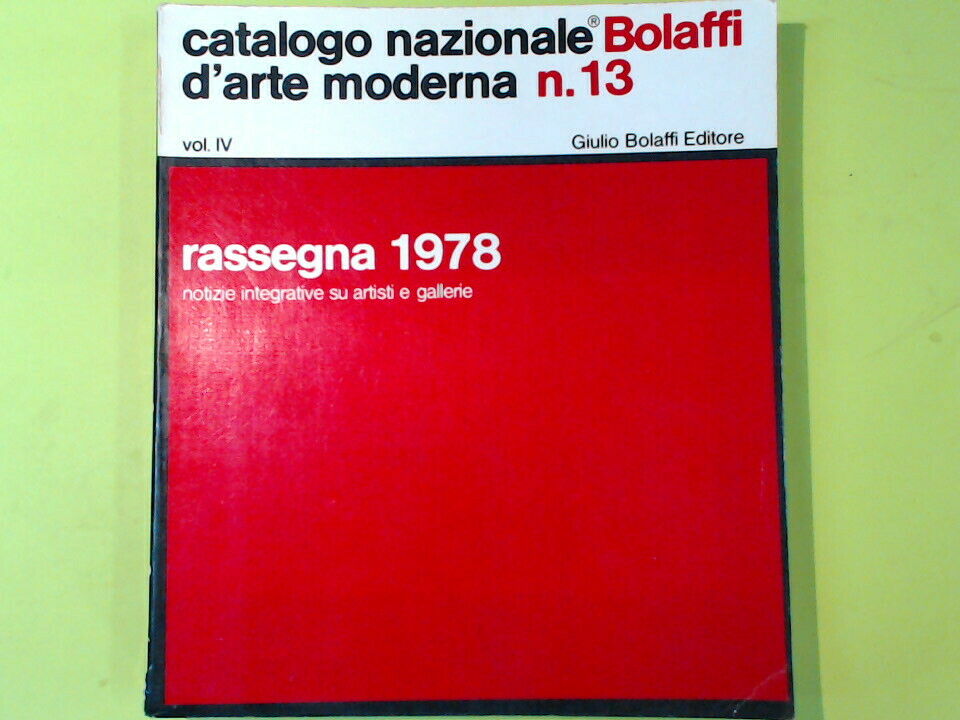 catalogo nazionale® Bolaffi
d'arte moderna n.13
vol. IV Giulio Bolaffi Editore
rassegna 1978
notizie integrative su artisti e gallerie